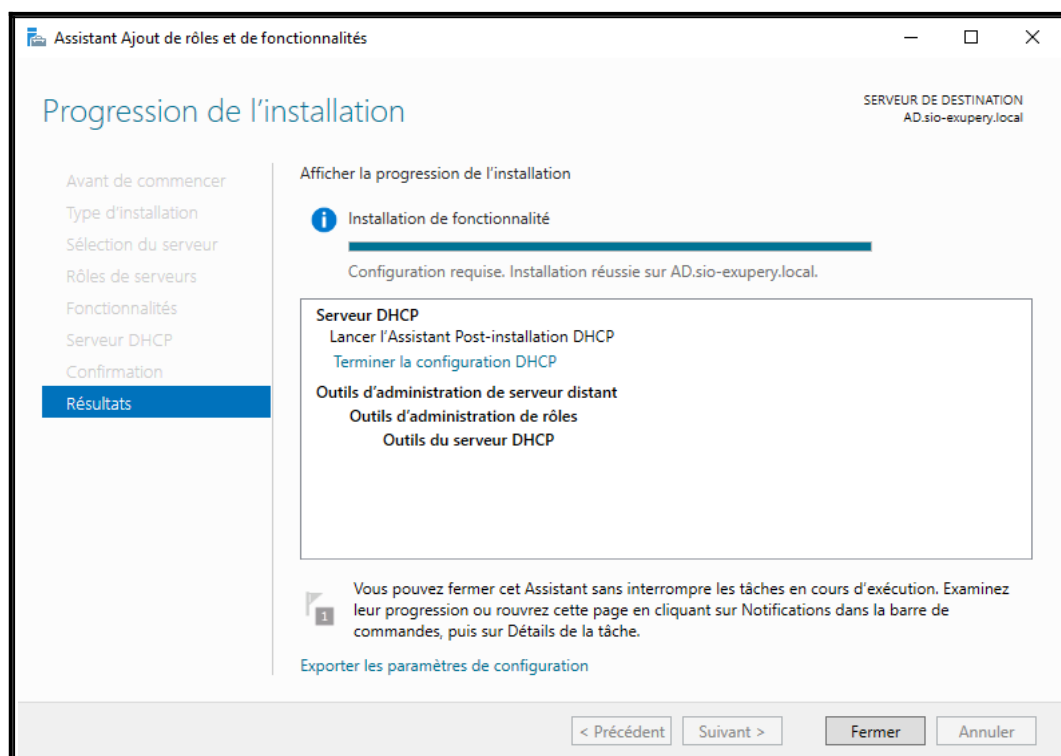 Assistant Ajout de rôles et de fonctionnalités
Progression de l'installation
SERVEUR DE DESTINATION
AD.sio-exupery.local
Avant de commencer
Type d'installation
Sélection du serveur
Rôles de serveurs
Fonctionnalités
Serveur DHCP
Confirmation
Résultats
Afficher la progression de l'installation
Installation de fonctionnalité
Configuration requise. Installation réussie sur AD.sio-exupery.local.
Serveur DHCP
Lancer l'Assistant Post-installation DHCP
Terminer la configuration DHCP
Outils d'administration de serveur distant
Outils d'administration de rôles
Outils du serveur DHCP
1
Vous pouvez fermer cet Assistant sans interrompre les tâches en cours d'exécution. Examinez
leur progression ou rouvrez cette page en cliquant sur Notifications dans la barre de
commandes, puis sur Détails de la tâche.
Exporter les paramètres de configuration
< Précédent
Suivant >
Fermer
Annuler